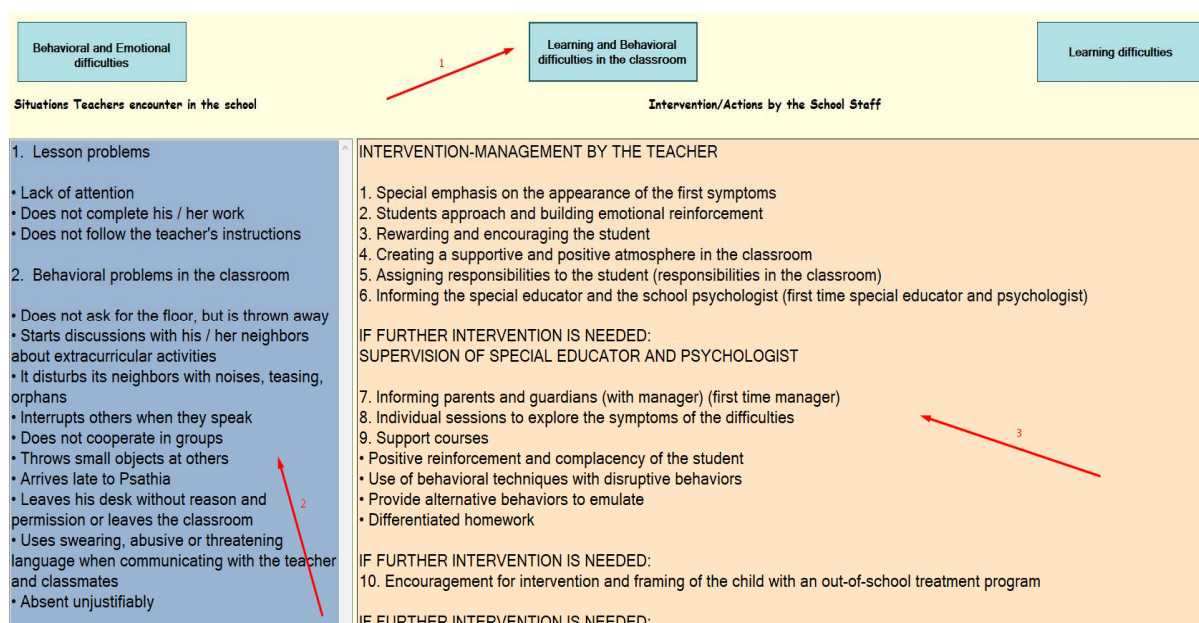 Behavioral and Emotional
difficulties
Learning and Behavioral
difficulties in the classroom
Learning difficulties
1
Situations Teachers encounter in the school
Intervention/Actions by the School Staff
1. Lesson problems
• Lack of attention
• Does not complete his / her work
• Does not follow the teacher's instructions
2. Behavioral problems in the classroom
• Does not ask for the floor, but is thrown away
• Starts discussions with his / her neighbors
about extracurricular activities
• It disturbs its neighbors with noises, teasing,
orphans
• Interrupts others when they speak
• Does not cooperate in groups
• Throws small objects at others
• Arrives late to Psathia
• Leaves his desk without reason and
permission or leaves the classroom
• Uses swearing, abusive or threatening
language when communicating with the teacher
and classmates
• Absent unjustifiably
2
INTERVENTION-MANAGEMENT BY THE TEACHER
1. Special emphasis on the appearance of the first symptoms
2. Students approach and building emotional reinforcement
3. Rewarding and encouraging the student
4. Creating a supportive and positive atmosphere in the classroom
5. Assigning responsibilities to the student (responsibilities in the classroom)
6. Informing the special educator and the school psychologist (first time special educator and psychologist)
IF FURTHER INTERVENTION IS NEEDED:
SUPERVISION OF SPECIAL EDUCATOR AND PSYCHOLOGIST
7. Informing parents and guardians (with manager) (first time manager)
8. Individual sessions to explore the symptoms of the difficulties
9. Support courses
• Positive reinforcement and complacency of the student
• Use of behavioral techniques with disruptive behaviors
• Provide alternative behaviors to emulate
• Differentiated homework
3
IF FURTHER INTERVENTION IS NEEDED:
10. Encouragement for intervention and framing of the child with an out-of-school treatment program
IF FURTHER INTERVENTION IS NEEDED: